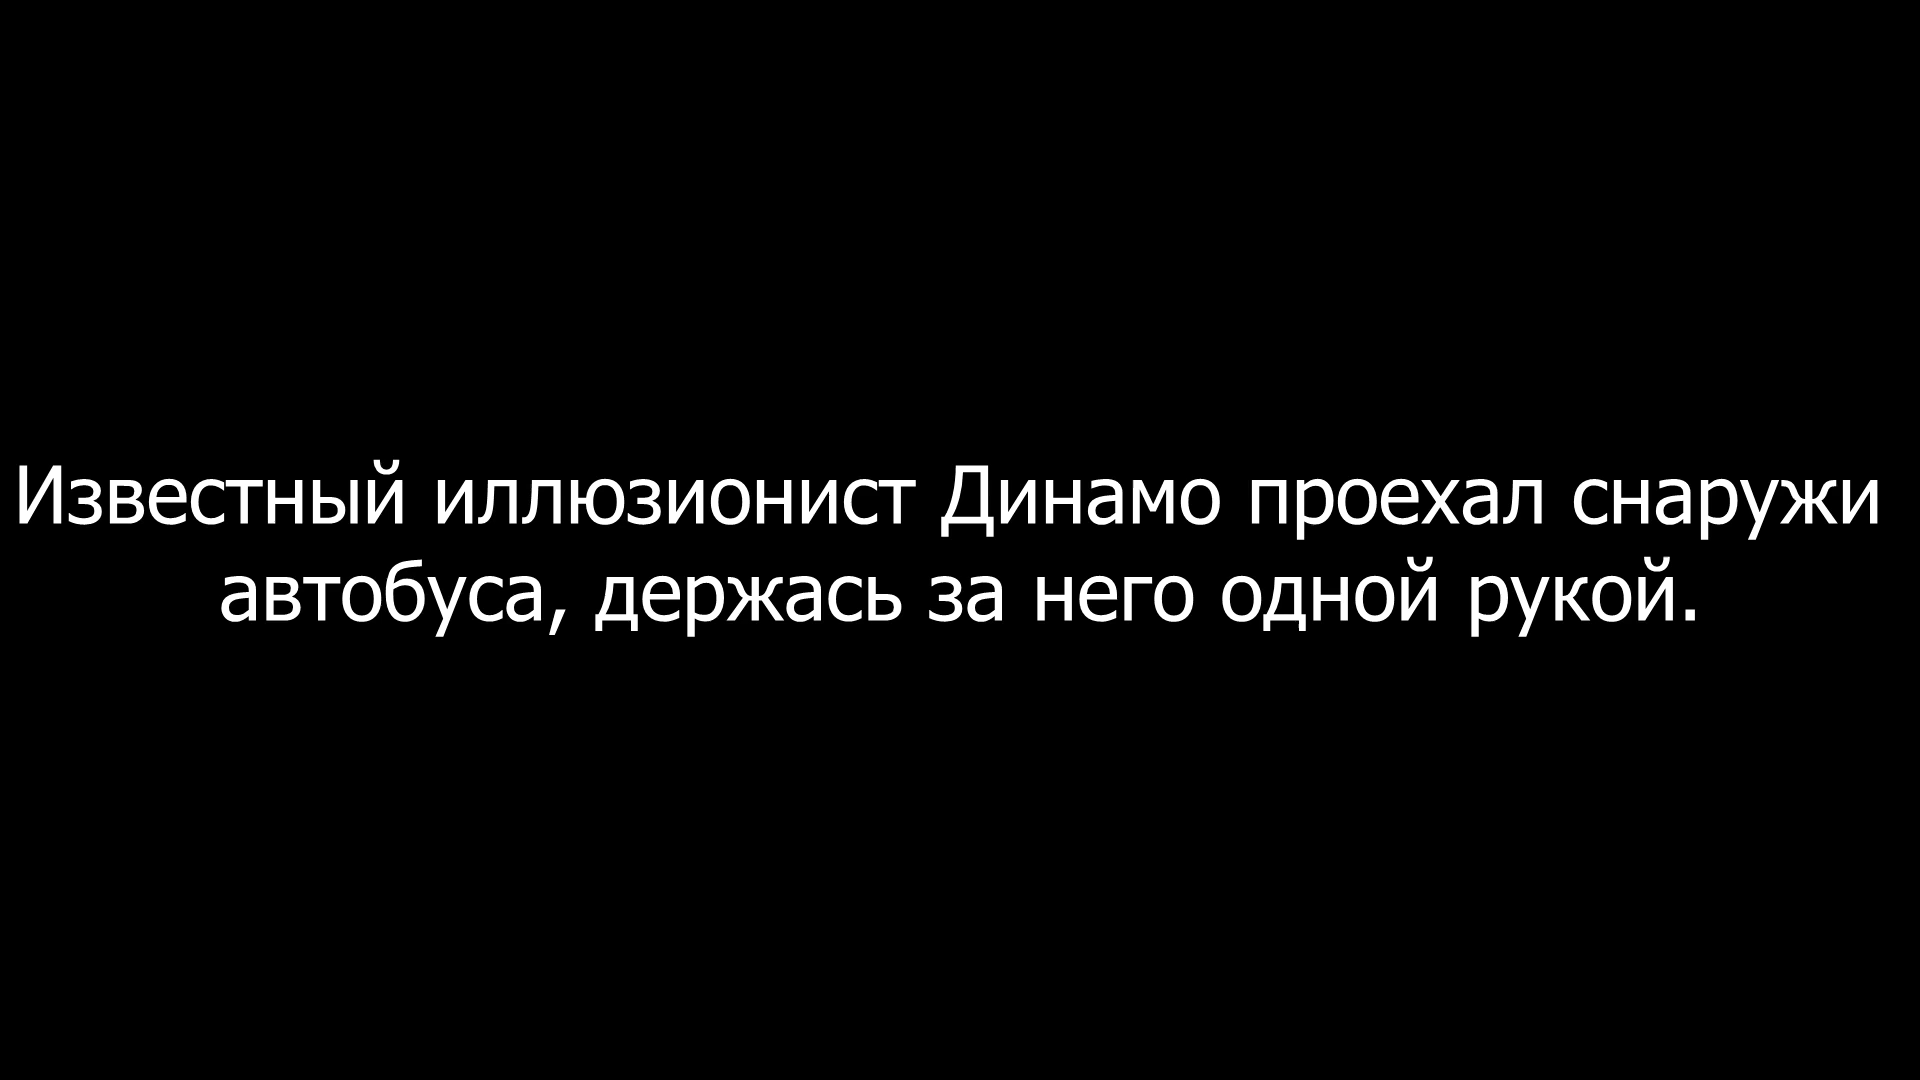 Известный иллюзионист Динамо проехал снаружи
автобуса, держась за него одной рукой.